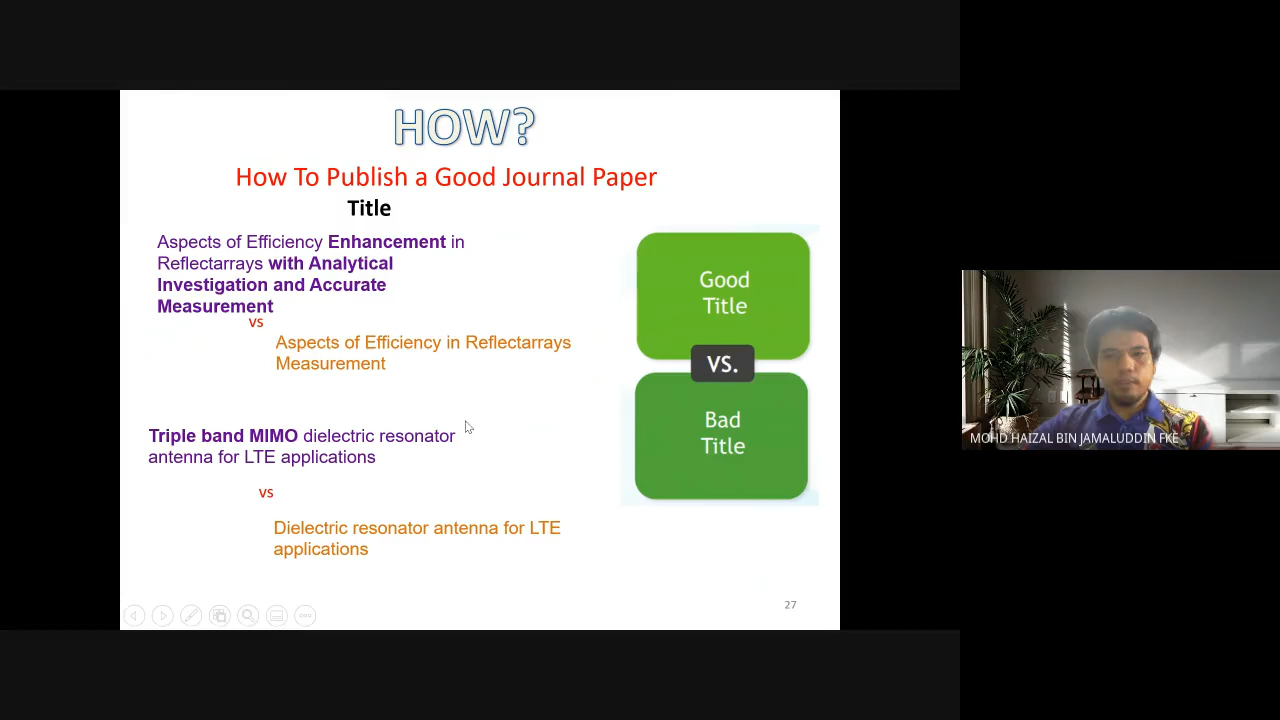 HOW?
How To Publish a Good Journal Paper
Title
Aspects of Efficiency Enhancement in
Reflectarrays with Analytical
Investigation and Accurate
Measurement
vs
Aspects of Efficiency in Reflectarrays
Measurement
Triple band MIMO dielectric resonator
antenna for LTE applications
vs
Dielectric resonator antenna for LTE
applications
Good
Title
VS.
Bad
Title
27
MOHD HAIZAL BIN JAMALUDDIN FKE